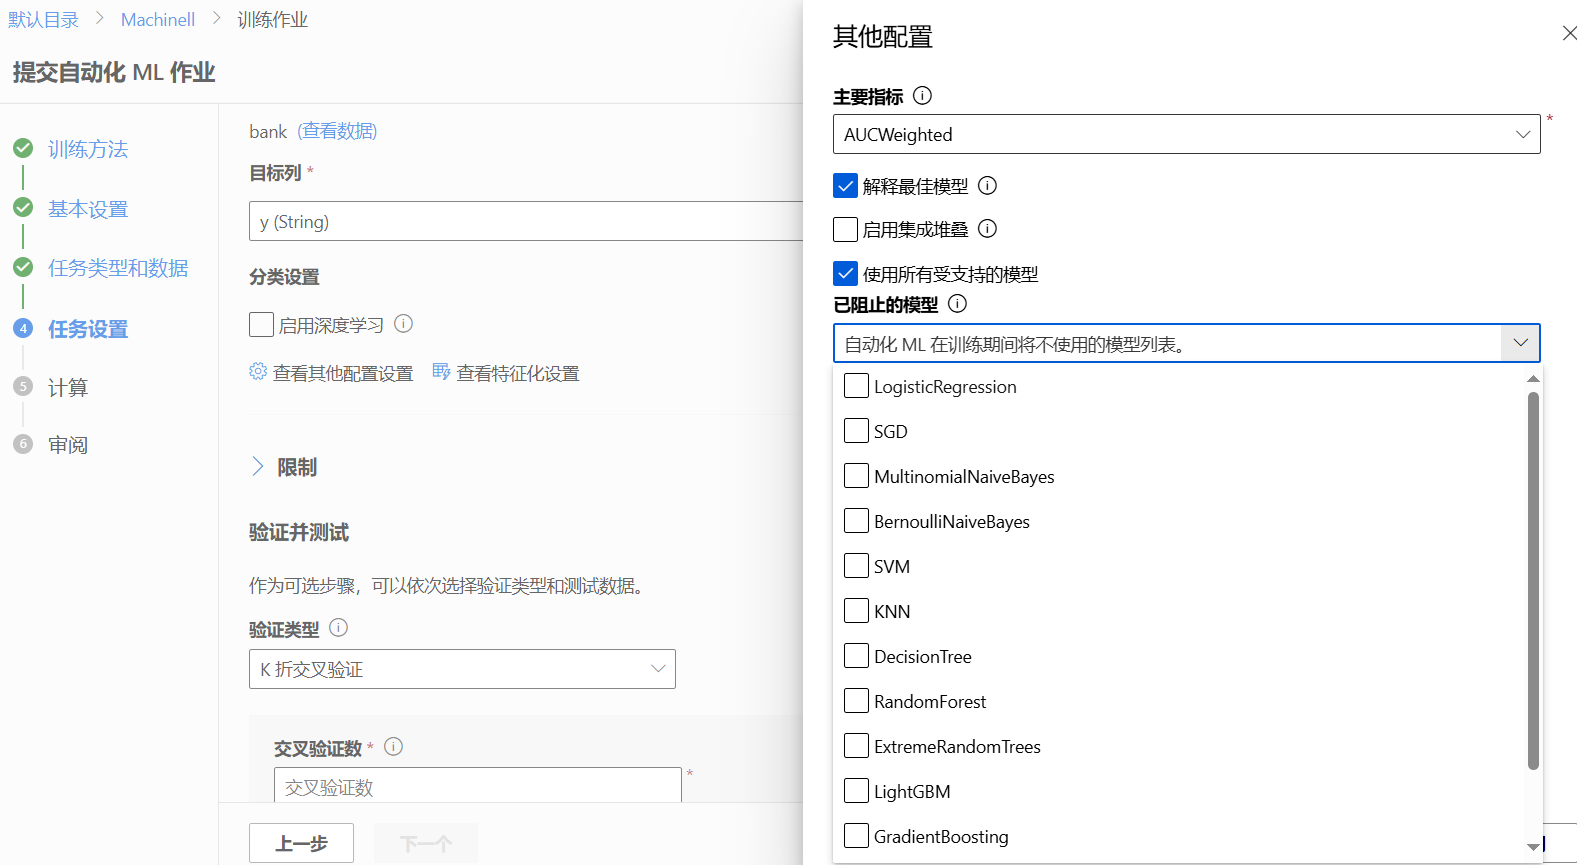 默认目录 > Machinell > 训练作业
提交自动化 ML 作业
训练方法
基本设置
任务类型和数据
4 任务设置
5 计算
6 审阅
bank (查看数据)
目标列 *
y (String)
分类设置
启用深度学习
查看其他配置设置 查看特征化设置
限制
验证并测试
作为可选步骤，可以依次选择验证类型和测试数据。
验证类型
K 折交叉验证
交叉验证数 *
交叉验证数 *
上一步 下一个
其他配置
主要指标
AUCWeighted *
解释最佳模型
启用集成堆叠
使用所有受支持的模型
已阻止的模型
自动化 ML 在训练期间将不使用的模型列表。
LogisticRegression
SGD
MultinomialNaiveBayes
BernoulliNaiveBayes
SVM
KNN
DecisionTree
RandomForest
ExtremeRandomTrees
LightGBM
GradientBoosting